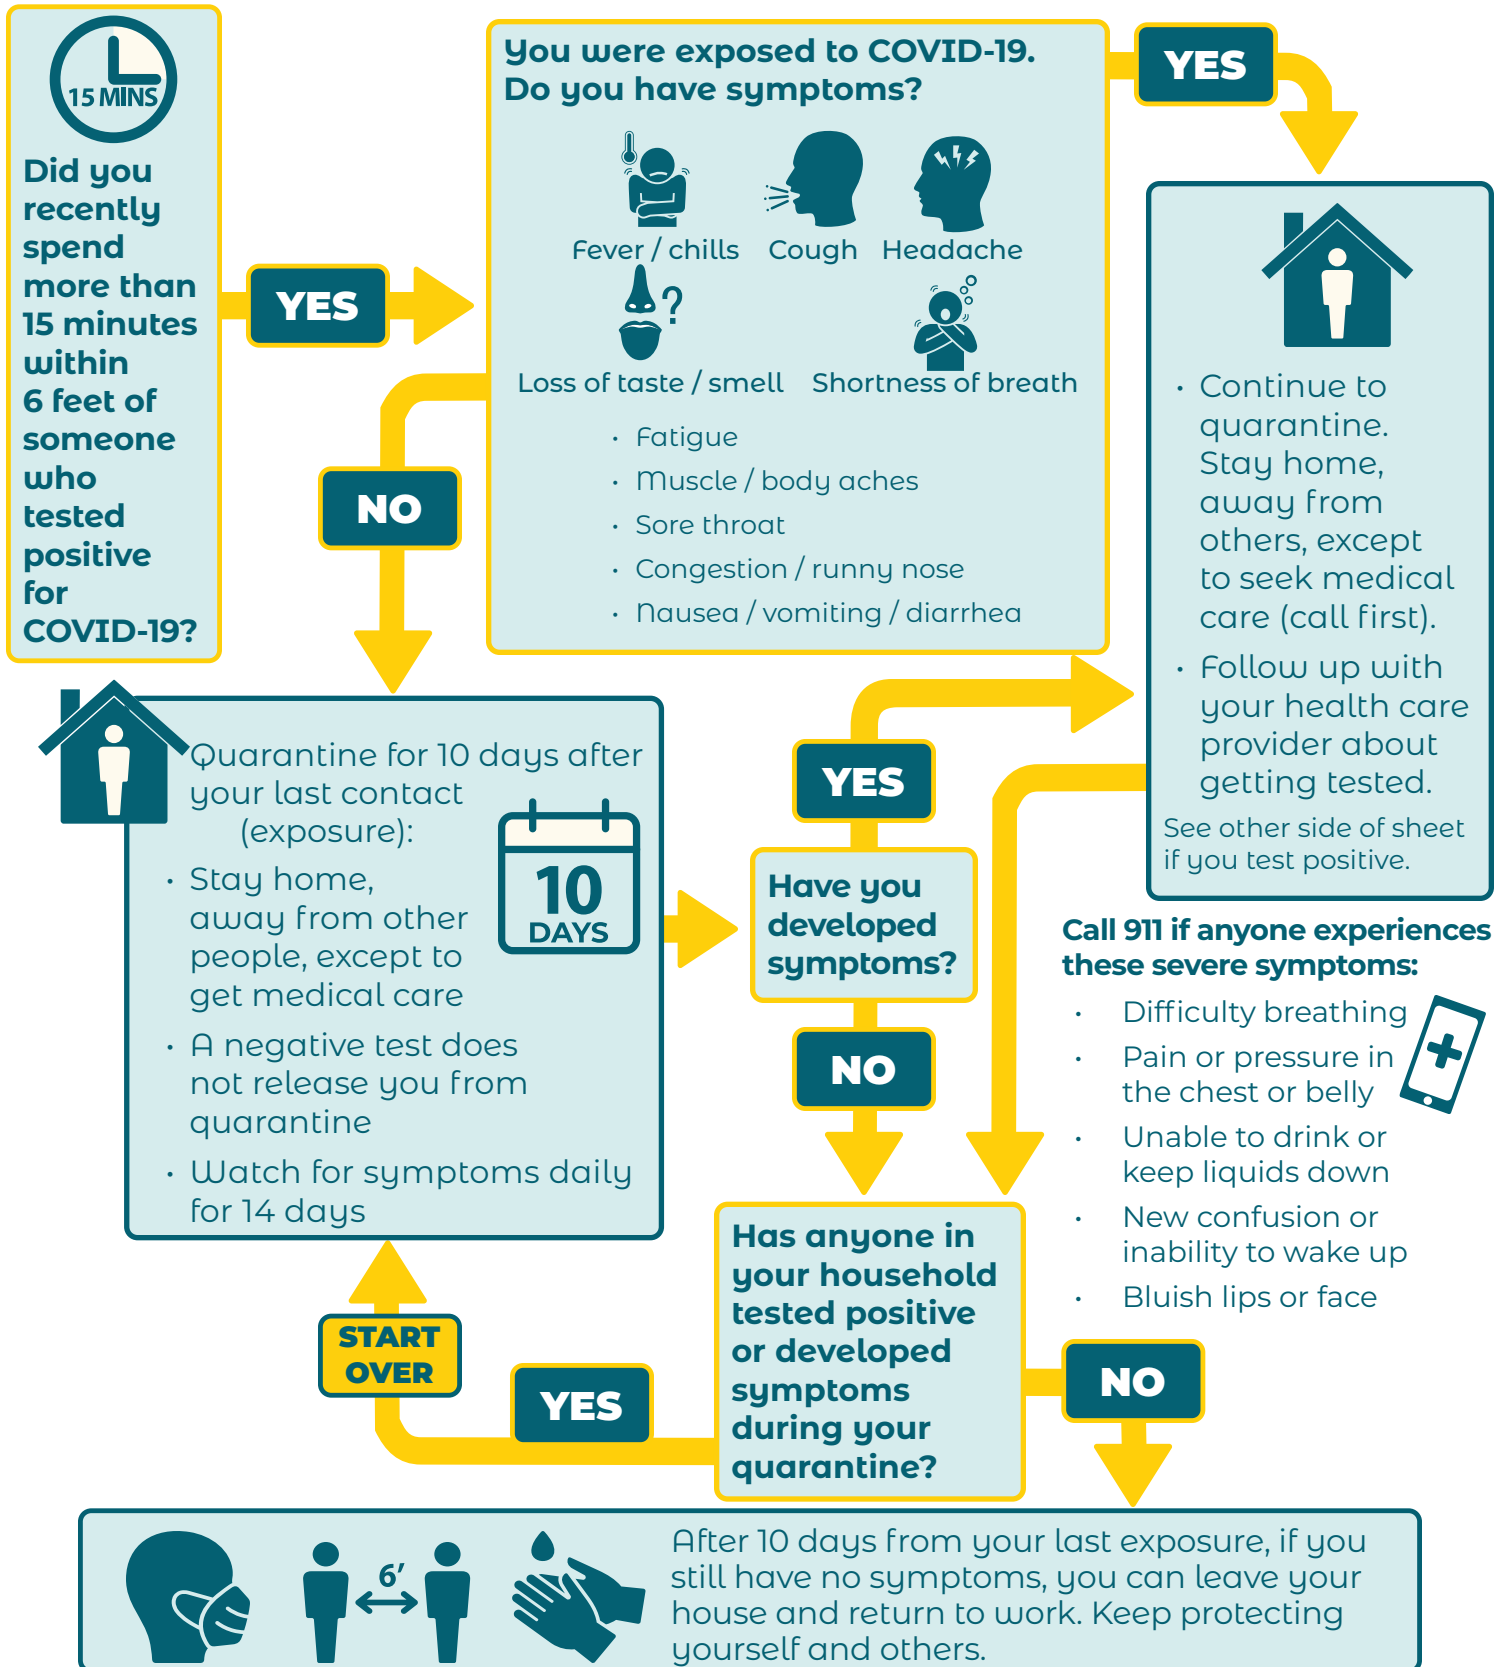 15 MINS
Did you
recently
spend
more than
15 minutes
within
6 feet of
someone
who
tested
positive
for
COVID-19?
YES
You were exposed to COVID-19.
Do you have symptoms?
Fever / chills
Cough
Headache
?
Loss of taste / smell
Shortness of breath
· Fatigue
· Muscle / body aches
· Sore throat
· Congestion / runny nose
· Nausea / vomiting / diarrhea
YES
NO
· Continue to
quarantine.
Stay home,
away from
others, except
to seek medical
care (call first).
· Follow up with
your health care
provider about
getting tested.
See other side of sheet
if you test positive.
Quarantine for 10 days after
your last contact
(exposure):
10
DAYS
· Stay home,
away from other
people, except to
get medical care
· A negative test does
not release you from
quarantine
· Watch for symptoms daily
for 14 days
YES
Have you
developed
symptoms?
NO
Call 911 if anyone experiences
these severe symptoms:
· Difficulty breathing
· Pain or pressure in
the chest or belly
· Unable to drink or
keep liquids down
· New confusion or
inability to wake up
· Bluish lips or face
Has anyone in
your household
tested positive
or developed
symptoms
during your
quarantine?
YES
START
OVER
NO
6'
After 10 days from your last exposure, if you
still have no symptoms, you can leave your
house and return to work. Keep protecting
yourself and others.